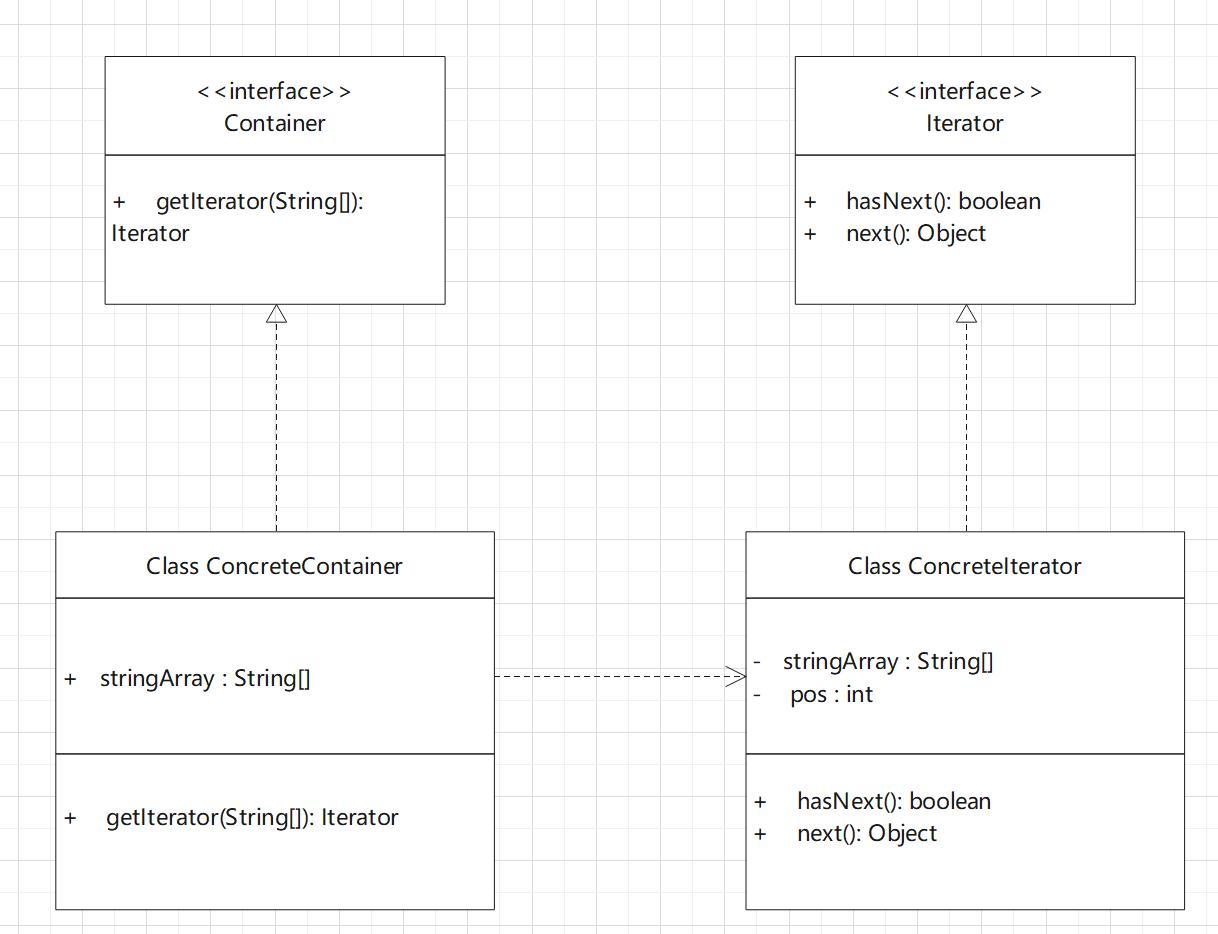 <<interface>>
Container
+ getIterator(String[]):
Iterator
<<interface>>
Iterator
+ hasNext(): boolean
+ next(): Object
Class ConcreteContainer
+ stringArray : String[]
+ getIterator(String[]): Iterator
Class ConcreteIterator
- stringArray : String[]
- pos : int
+ hasNext(): boolean
+ next(): Object